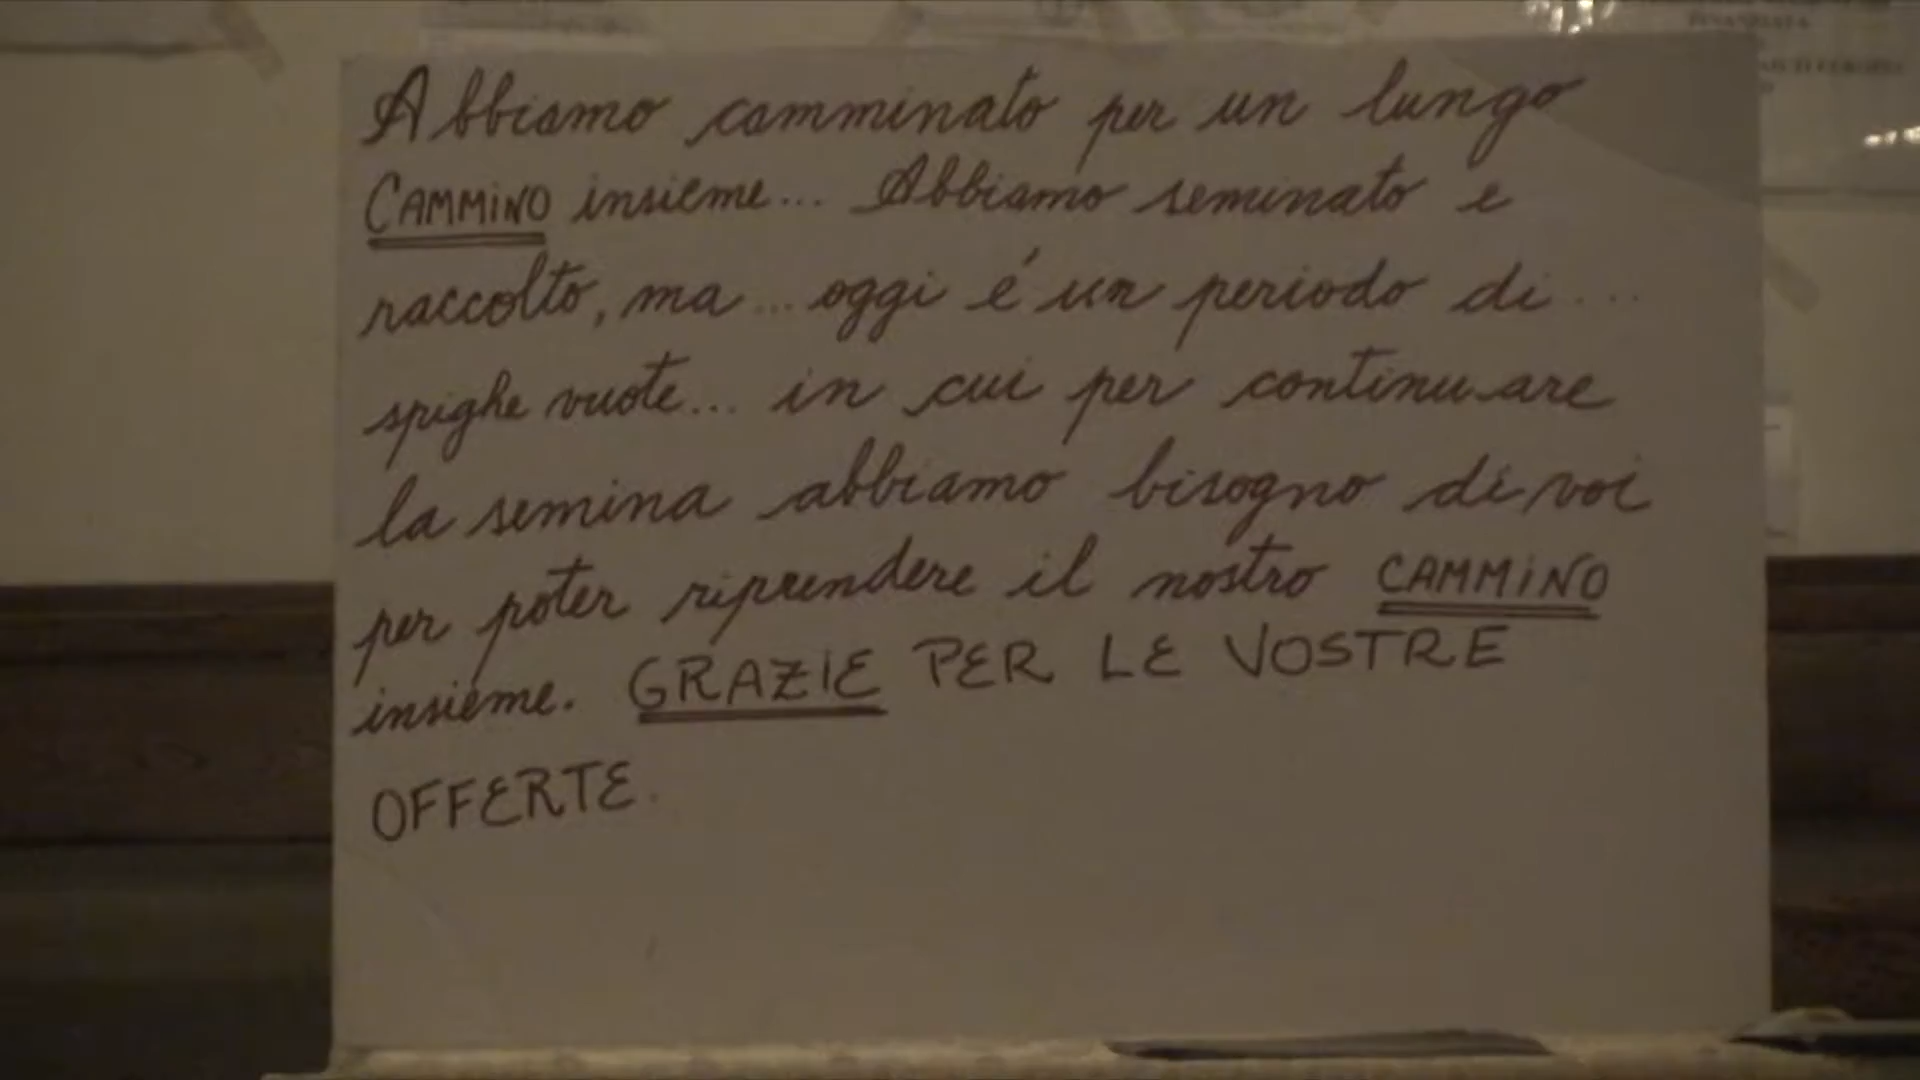 Abbiamo camminato per un lungo
CAMMiNO insieme... Abbiamo seminato e
raccolto, ma... oggi é un periodo di...
spighe vuote... in cui per continuare
la semina abbiamo bisogno di voi
per poter riprendere il nostro CAMMiNO
insieme. GRAZIE PER LE VOSTRE
OFFERTE.
FINANZIATA